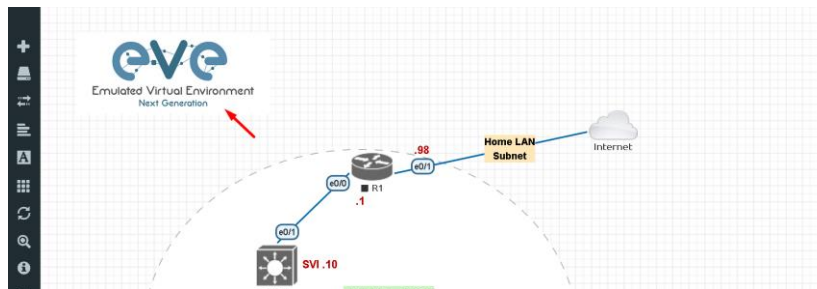 eve
Emulated Virtual Environment
Next Generation
Home LAN
Subnet
Internet
.98
e0/1
R1
e0/0
.1
e0/1
SVI .10
A